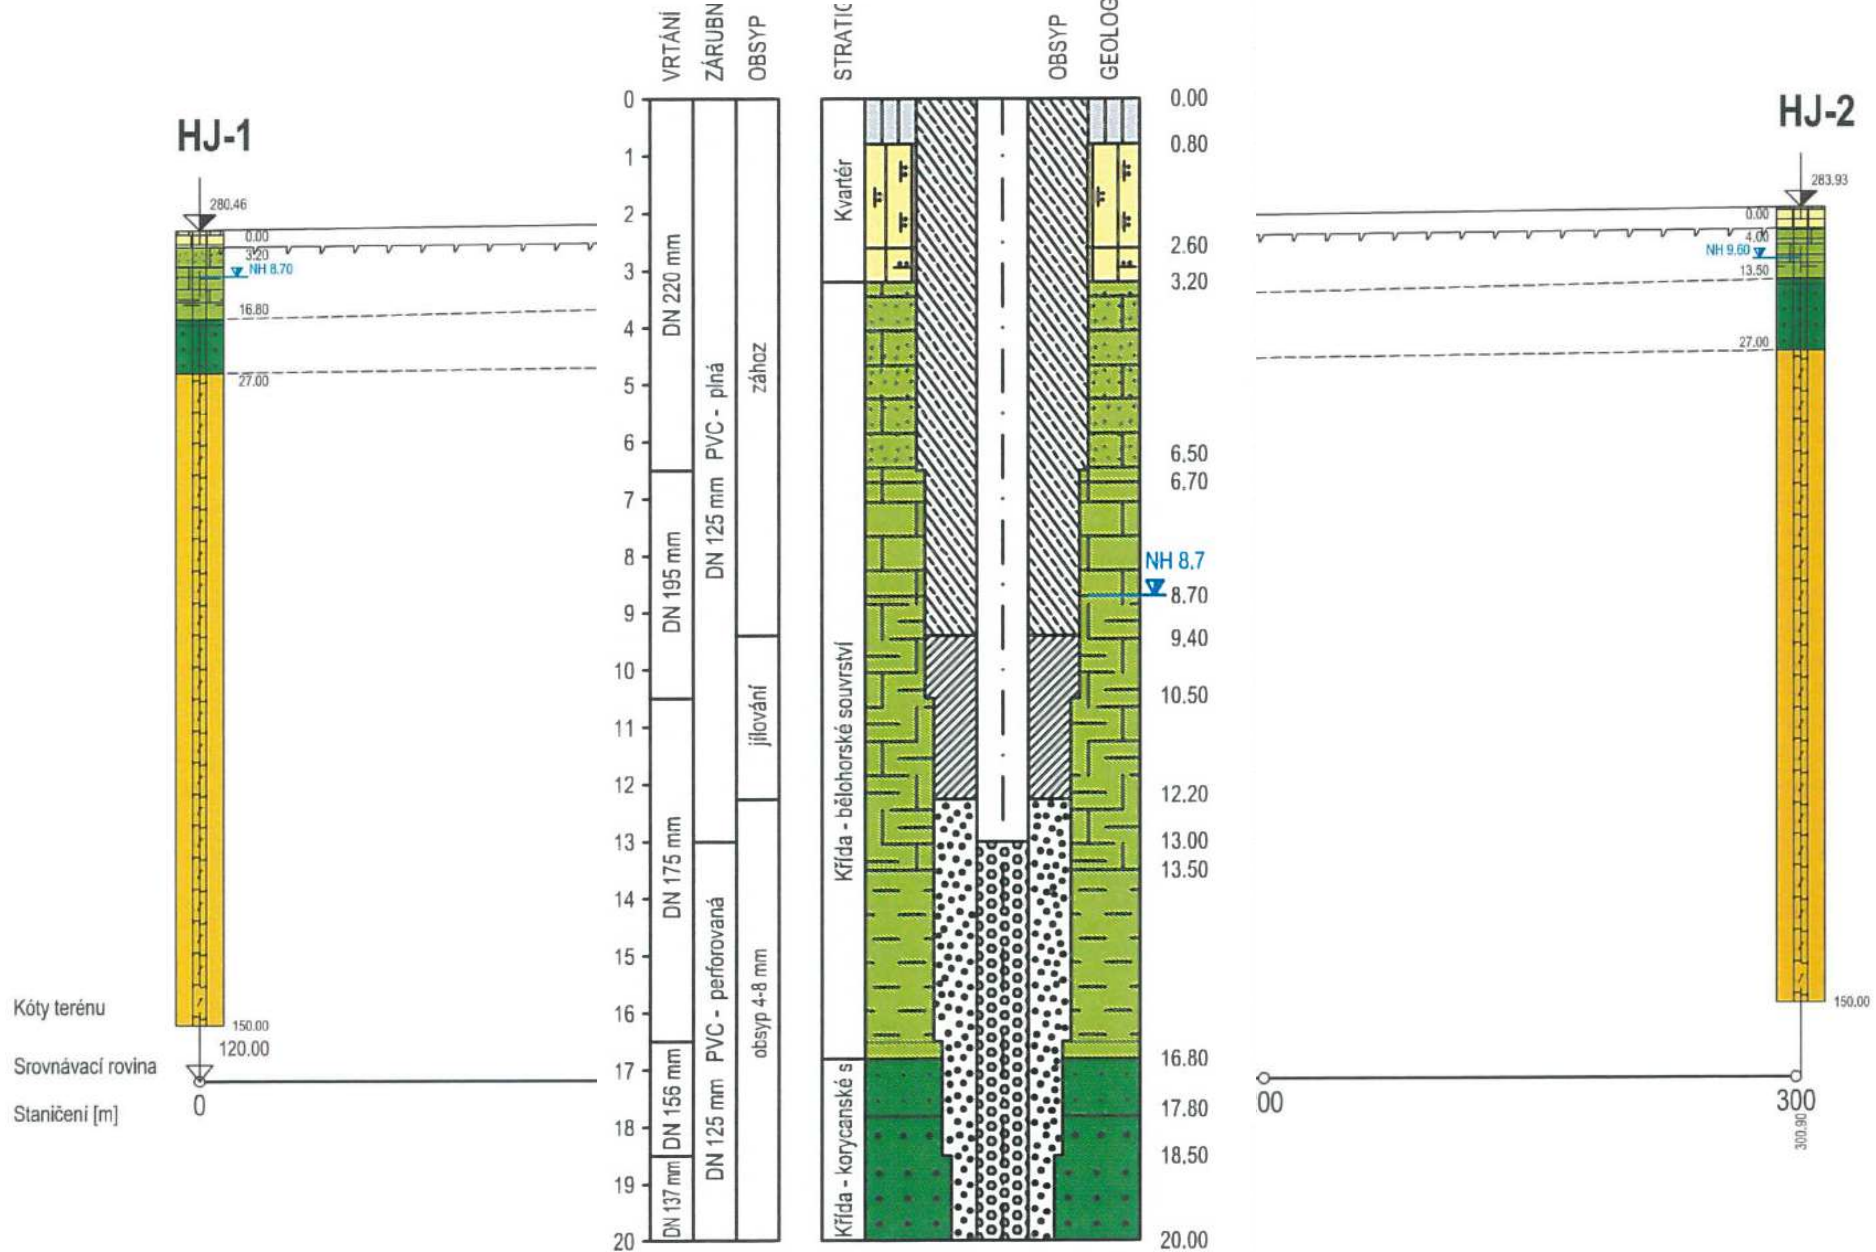 VRTÁNÍ
ZÁRUBN
OBSYP
STRATIG
OBSYP
GEOLOG
HJ-1
280.46
0.00
3.20
NH 8.70
16.80
27.00
150.00
120.00
Kóty terénu
Srovnávací rovina
Staničení [m]
0
0
1
2
3
4
5
6
7
8
9
10
11
12
13
14
15
16
17
18
19
20
DN 220 mm
DN 195 mm
DN 175 mm
DN 156 mm
DN 137 mm
DN 125 mm PVC - plná
DN 125 mm PVC - perforovaná
zához
jílování
obsyp 4-8 mm
Kvartér
Křída - bělohorské souvrství
Křída - korycanské s
0.00
0.80
2.60
3.20
6.50
6.70
NH 8.7
8.70
9.40
10.50
12.20
13.00
13.50
16.80
17.80
18.50
20.00
HJ-2
283.93
0.00
4.00
NH 9.60
13.50
27.00
150.00
00
300
300.90